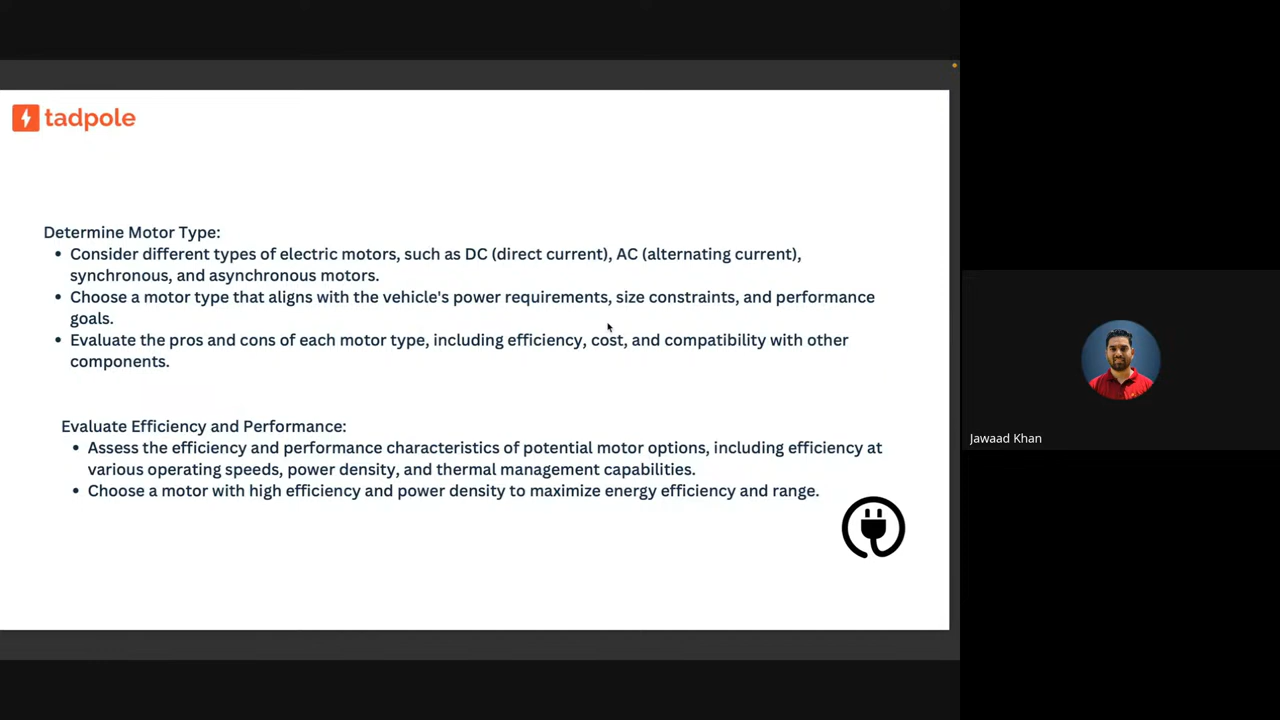 tadpole
Determine Motor Type:
• Consider different types of electric motors, such as DC (direct current), AC (alternating current),
synchronous, and asynchronous motors.
• Choose a motor type that aligns with the vehicle's power requirements, size constraints, and performance
goals.
• Evaluate the pros and cons of each motor type, including efficiency, cost, and compatibility with other
components.
Evaluate Efficiency and Performance:
• Assess the efficiency and performance characteristics of potential motor options, including efficiency at
various operating speeds, power density, and thermal management capabilities.
• Choose a motor with high efficiency and power density to maximize energy efficiency and range.
Jawaad Khan